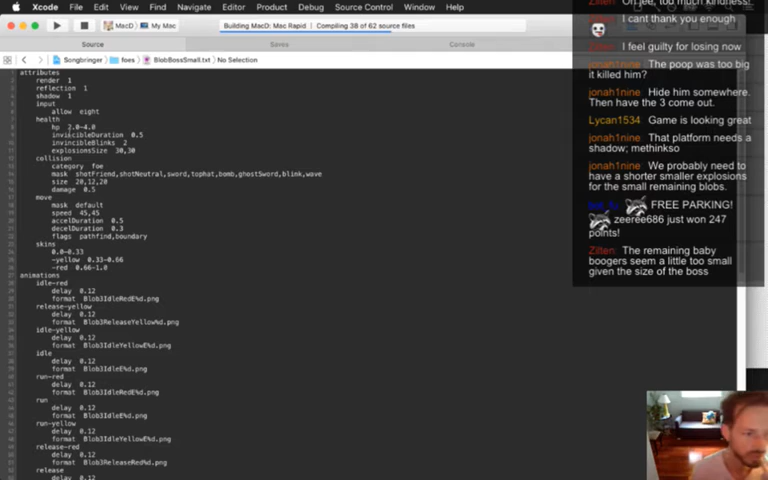 Xcode File Edit View Find Navigate Editor Product Debug Source Control Window Help
MacD My Mac
Building MacD: Mac Rapid Compiling 38 of 62 source files
Source Saves Console
Songbringer foes BlobBossSmall.txt No Selection
attributes
render 1
reflection 1
shadow 1
input
allow eight
health
hp 2.0~4.0
invicibleDuration 0.5
invincibleBlinks 2
explosionsSize 30,30
collision
category foe
mask shotFriend,shotNeutral,sword,tophat,bomb,ghostSword,blink,wave
size 20,12,20
damage 0.5
move
mask default
speed 45,45
accelDuration 0.5
decelDuration 0.3
flags pathfind,boundary
skins
0.0-0.33
-yellow 0.33-0.66
-red 0.66-1.0
animations
idle-red
delay 0.12
format Blob3IdleRedE%d.png
release-yellow
delay 0.12
format Blob3ReleaseYellow%d.png
idle-yellow
delay 0.12
format Blob3IdleYellowE%d.png
idle
delay 0.12
format Blob3IdleE%d.png
run-red
delay 0.12
format Blob3IdleRedE%d.png
run
delay 0.12
format Blob3IdleE%d.png
run-yellow
delay 0.12
format Blob3IdleYellowE%d.png
release-red
delay 0.12
format Blob3ReleaseRed%d.png
release
delay 0.12
Zilten I cant thank you enough
Zilten I feel guilty for losing now
jonah1nine The poop was too big
it killed him?
jonah1nine Hide him somewhere.
Then have the 3 come out.
Lycan1534 Game is looking great
jonah1nine That platform needs a
shadow, methinkso
jonah1nine We probably need to
have a shorter smaller explosions
for the small remaining blobs.
FREE PARKING!
zeeree686 just won 247
points!
Zilten The remaining baby
boogers seem a little too small
given the size of the boss